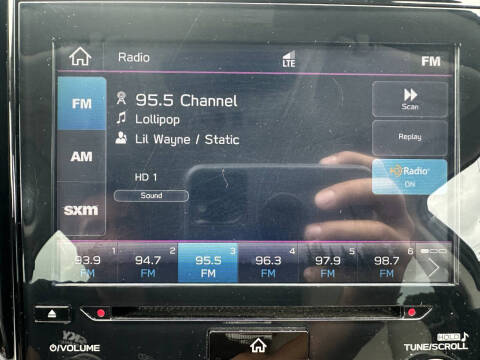 Radio LTE FM
FM
AM
sxm
95.5 Channel
Lollipop
Lil Wayne / Static
HD 1
Sound
Scan
Replay
HD Radio
ON
1 2 3 4 5 6
93.9 94.7 95.5 96.3 97.9 98.7
FM FM FM FM FM FM
HOLD
⏻/VOLUME
TUNE/SCROLL